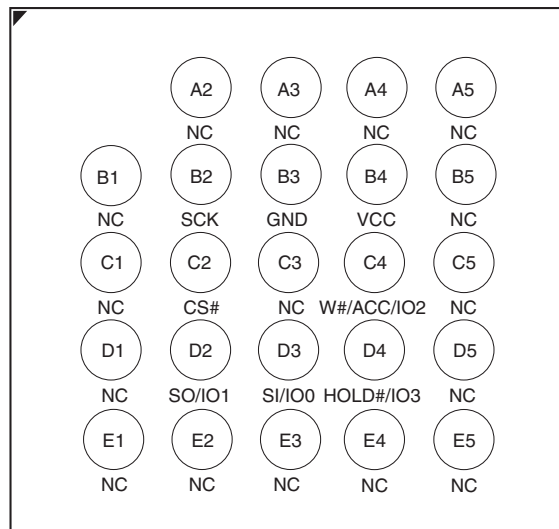 A2 A3 A4 A5
NC NC NC NC
B1 B2 B3 B4 B5
NC SCK GND VCC NC
C1 C2 C3 C4 C5
NC CS# NC W#/ACC/IO2 NC
D1 D2 D3 D4 D5
NC SO/IO1 SI/IO0 HOLD#/IO3 NC
E1 E2 E3 E4 E5
NC NC NC NC NC